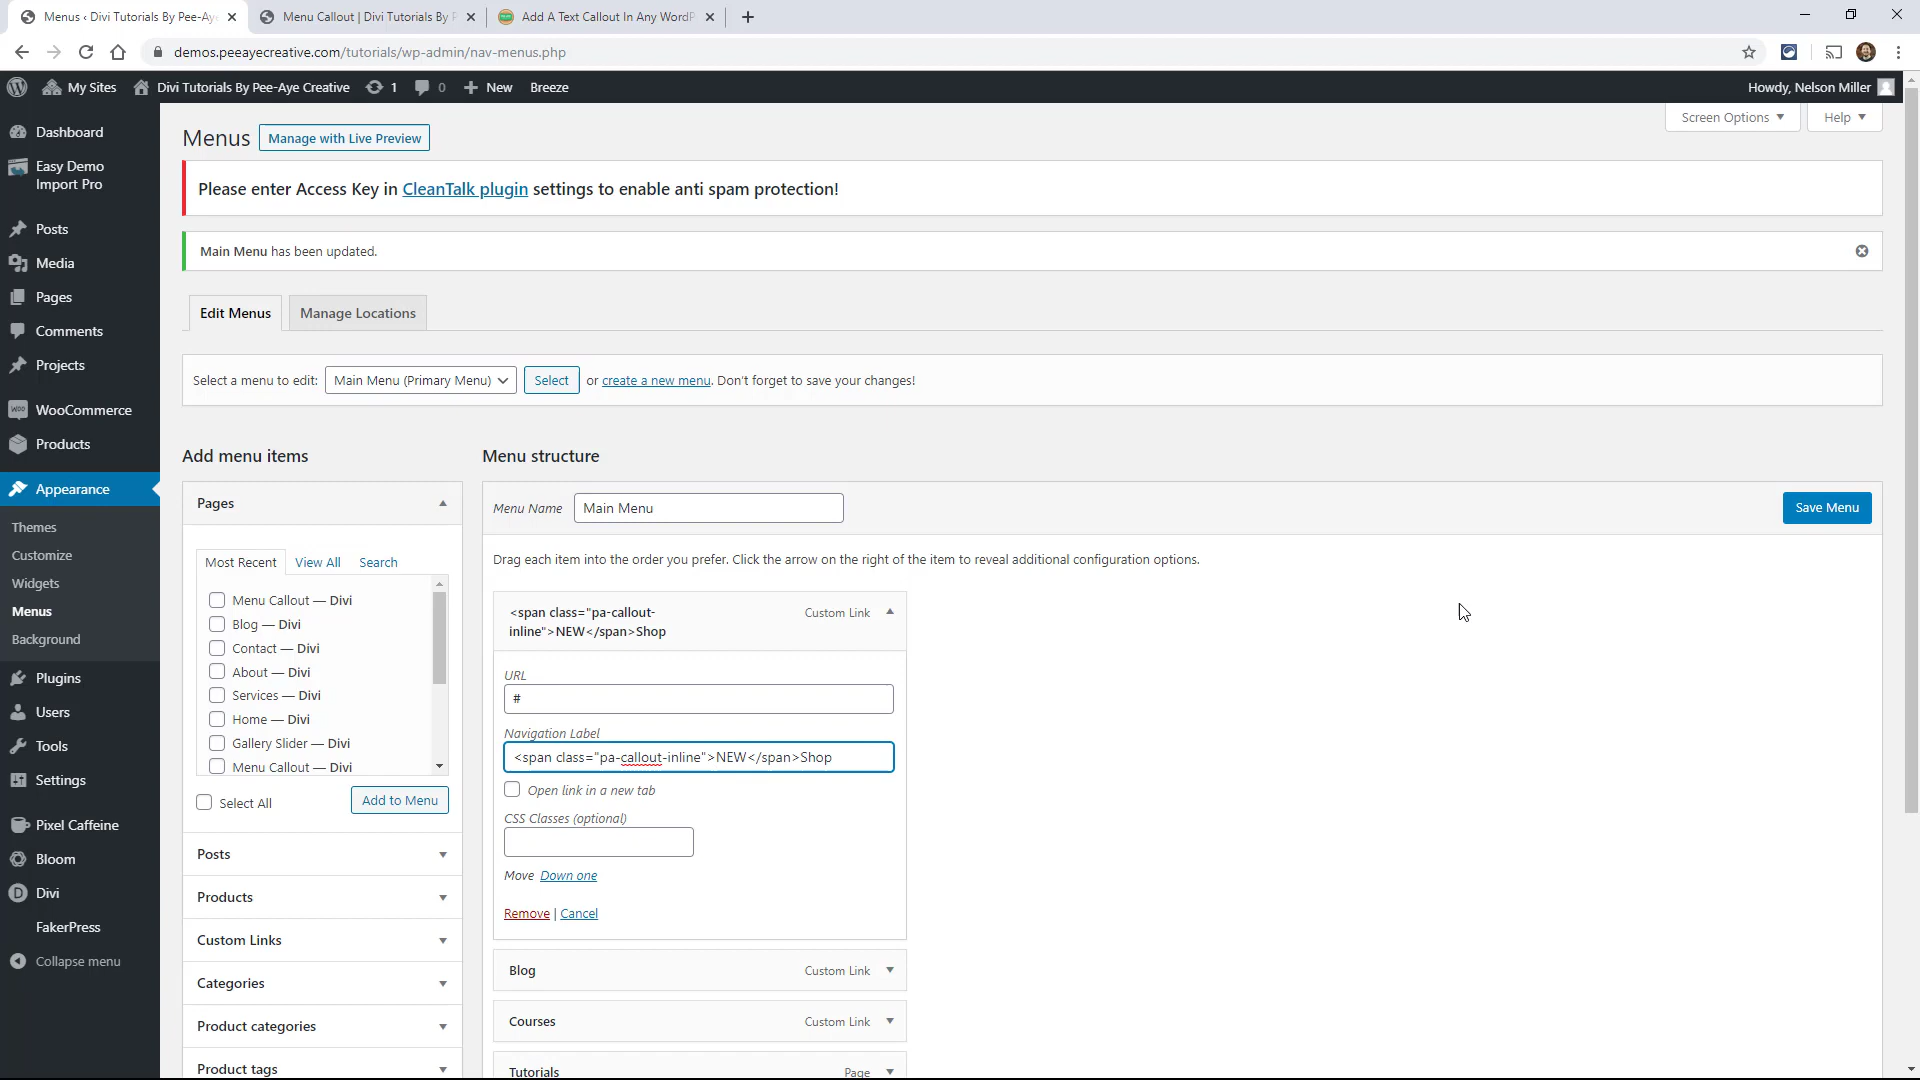 Menus ‹ Divi Tutorials By Pee-Aye
Menu Callout | Divi Tutorials By P
Add A Text Callout In Any WordP
demos.peeayecreative.com/tutorials/wp-admin/nav-menus.php
My Sites
Divi Tutorials By Pee-Aye Creative
1
0
New
Breeze
Howdy, Nelson Miller
Dashboard
Easy Demo
Import Pro
Posts
Media
Pages
Comments
Projects
WooCommerce
Products
Appearance
Themes
Customize
Widgets
Menus
Background
Plugins
Users
Tools
Settings
Pixel Caffeine
Bloom
Divi
FakerPress
Collapse menu
Screen Options
Help
Menus
Manage with Live Preview
Please enter Access Key in CleanTalk plugin settings to enable anti spam protection!
Main Menu has been updated.
Edit Menus
Manage Locations
Select a menu to edit: Main Menu (Primary Menu) Select or create a new menu. Don't forget to save your changes!
Add menu items
Pages
Most Recent
View All
Search
Menu Callout — Divi
Blog — Divi
Contact — Divi
About — Divi
Services — Divi
Home — Divi
Gallery Slider — Divi
Menu Callout — Divi
Select All
Add to Menu
Posts
Products
Custom Links
Categories
Product categories
Product tags
Menu structure
Menu Name
Main Menu
Save Menu
Drag each item into the order you prefer. Click the arrow on the right of the item to reveal additional configuration options.
<span class="pa-callout-
inline">NEW</span>Shop
Custom Link
URL
#
Navigation Label
<span class="pa-callout-inline">NEW</span>Shop
Open link in a new tab
CSS Classes (optional)
Move Down one
Remove | Cancel
Blog
Custom Link
Courses
Custom Link
Tutorials
Page